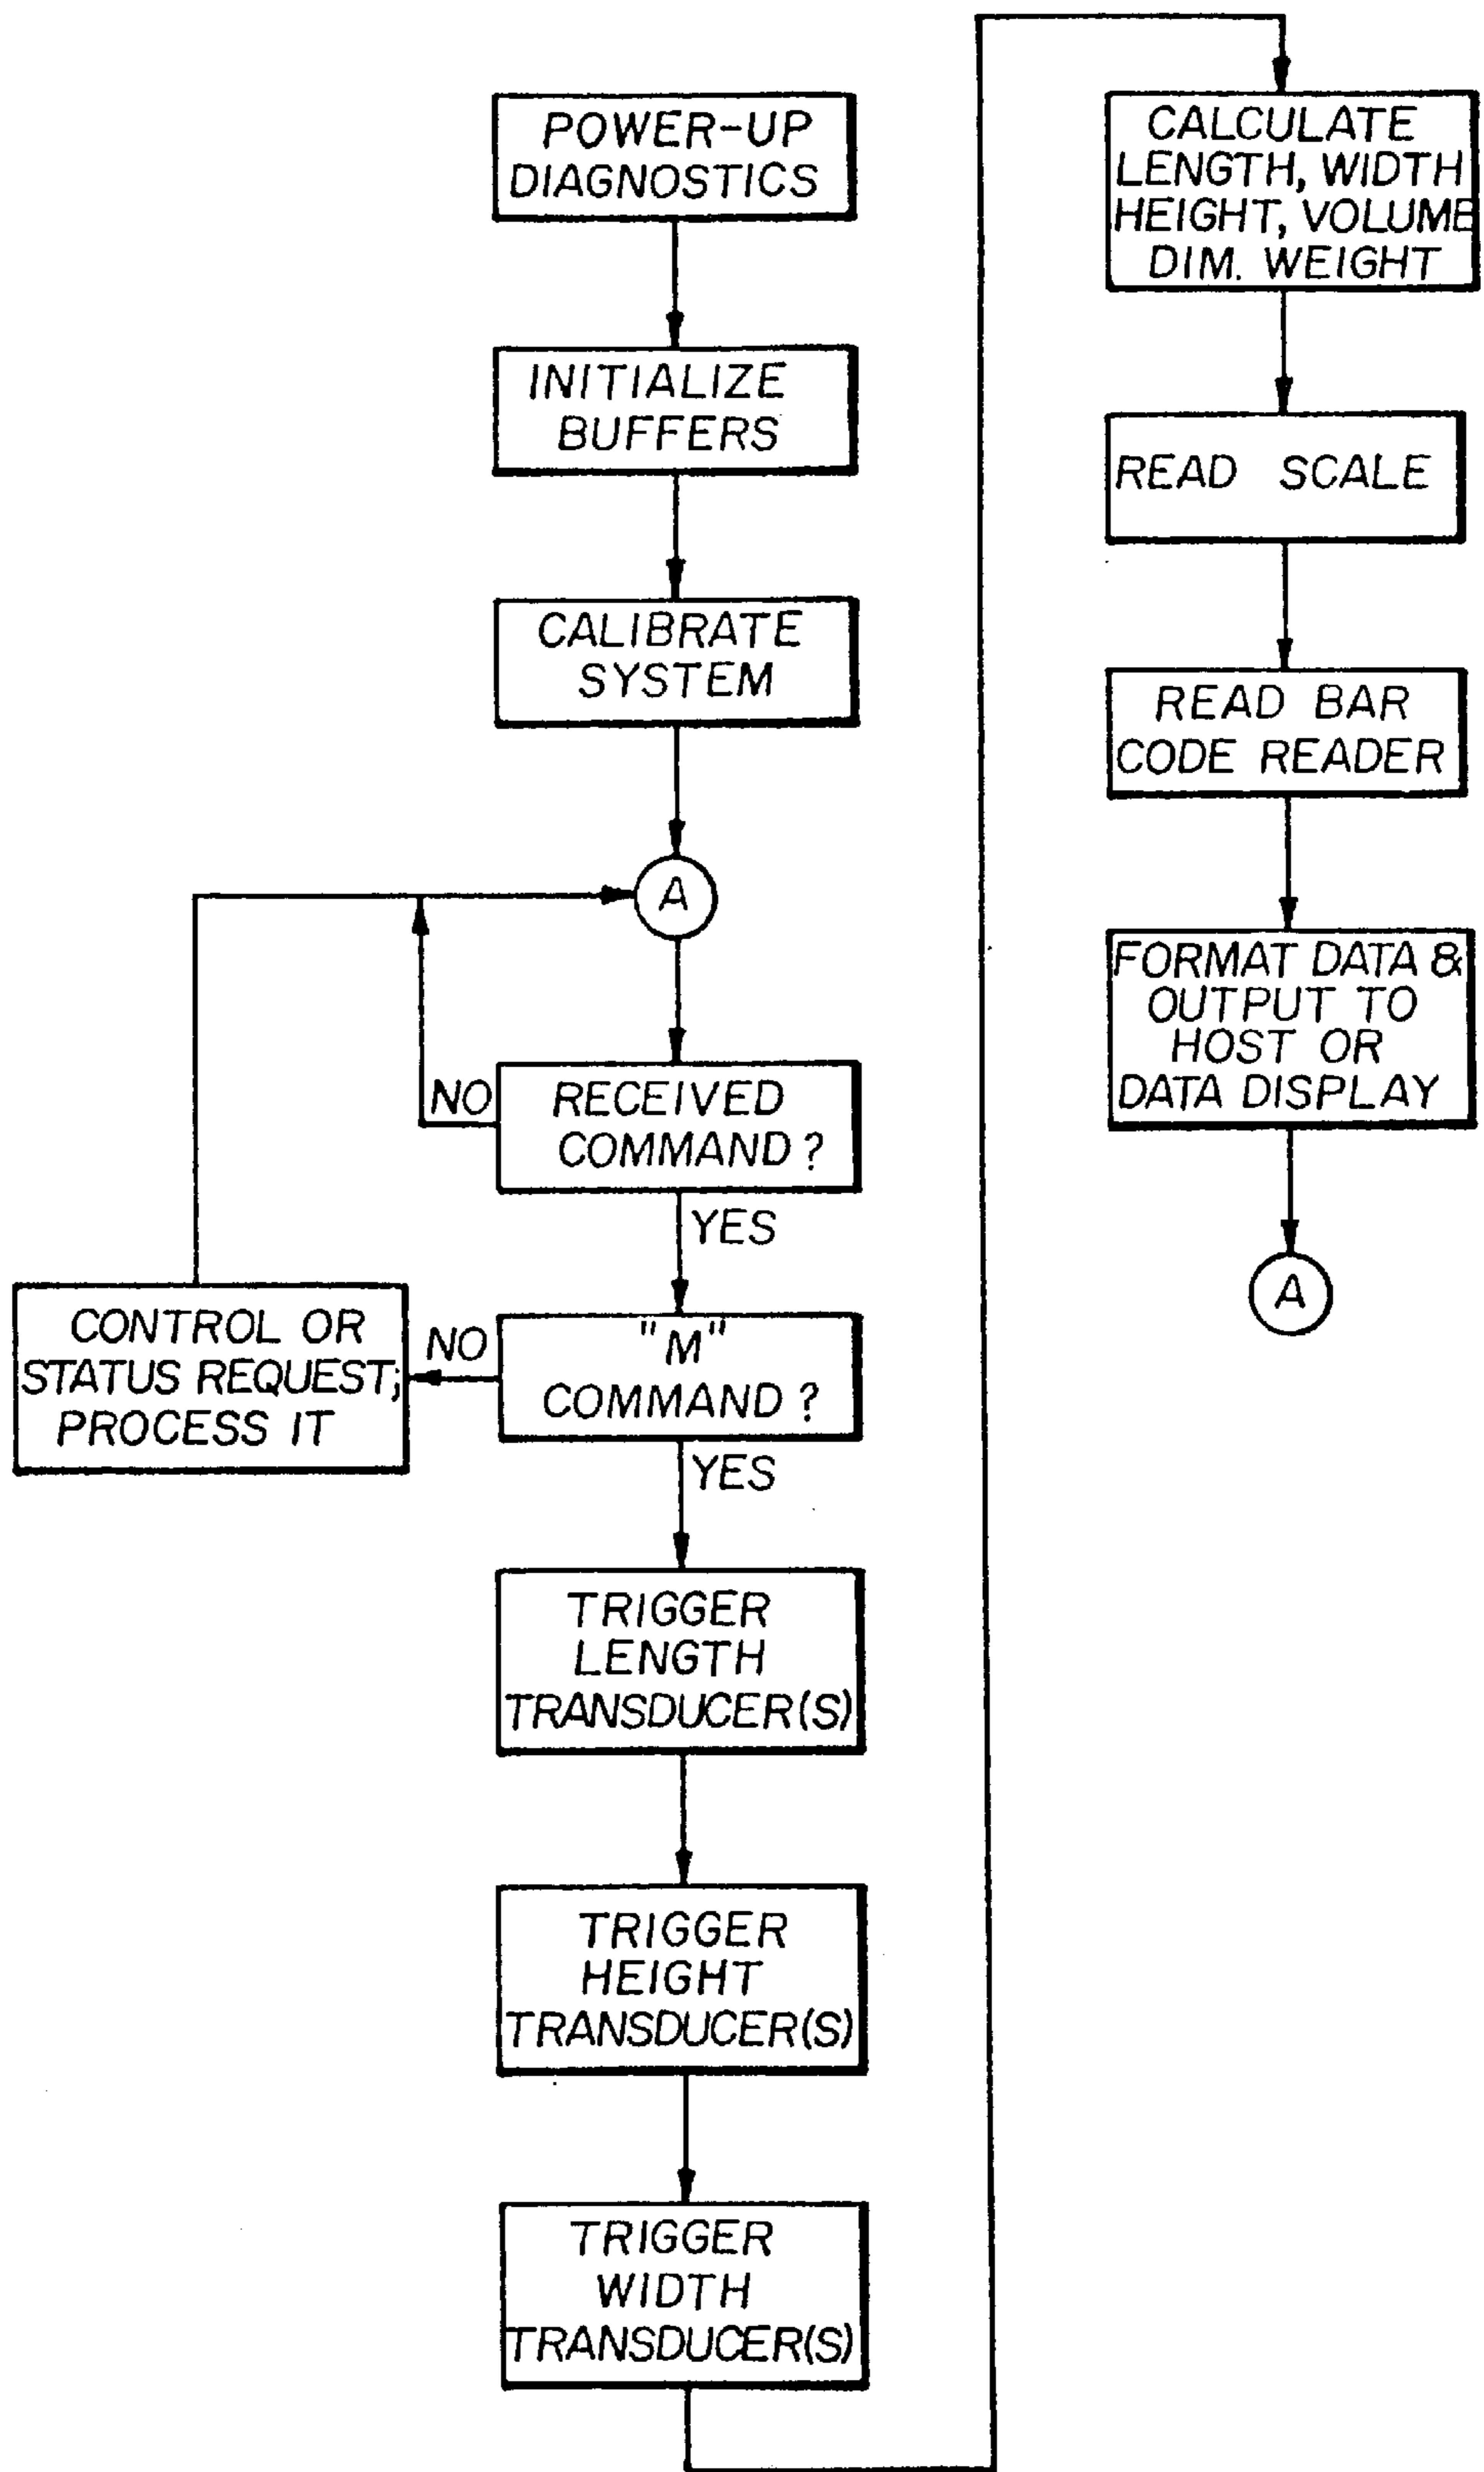 POWER-UP
DIAGNOSTICS
INITIALIZE
BUFFERS
CALIBRATE
SYSTEM
A
RECEIVED
COMMAND?
NO
YES
"M"
COMMAND?
NO
CONTROL OR
STATUS REQUEST;
PROCESS IT
YES
TRIGGER
LENGTH
TRANSDUCER(S)
TRIGGER
HEIGHT
TRANSDUCER(S)
TRIGGER
WIDTH
TRANSDUCER(S)
CALCULATE
LENGTH, WIDTH
HEIGHT, VOLUME
DIM. WEIGHT
READ SCALE
READ BAR
CODE READER
FORMAT DATA &
OUTPUT TO
HOST OR
DATA DISPLAY
A